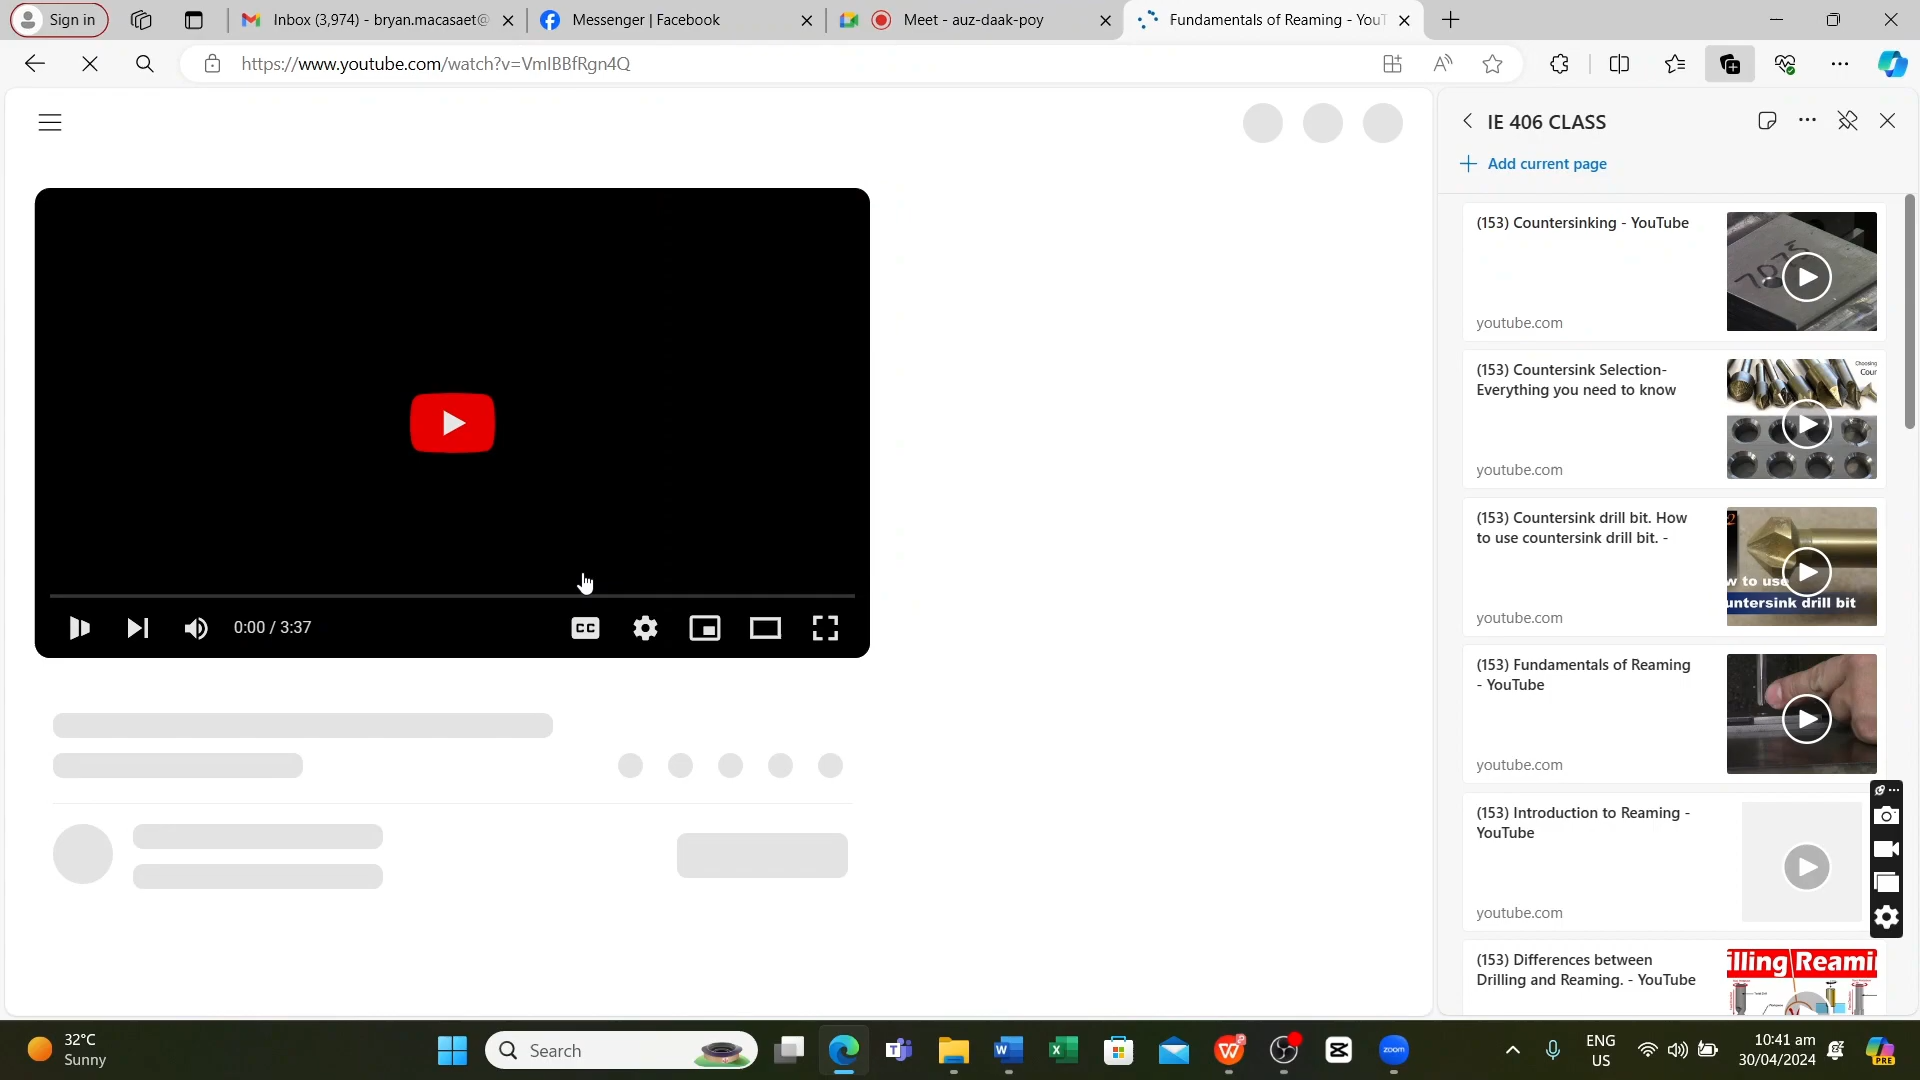 Sign in
Inbox (3,974) - bryan.macasaet@
Messenger | Facebook
Meet - auz-daak-poy
Fundamentals of Reaming - YouT
https://www.youtube.com/watch?v=VmIBBfRgn4Q
IE 406 CLASS
Add current page
(153) Countersinking - YouTube
youtube.com
(153) Countersink Selection-
Everything you need to know
youtube.com
Choosing
Cour
(153) Countersink drill bit. How
to use countersink drill bit. -
youtube.com
w to use
untersink drill bit
(153) Fundamentals of Reaming
- YouTube
youtube.com
(153) Introduction to Reaming -
YouTube
youtube.com
(153) Differences between
Drilling and Reaming. - YouTube
illing Reami
CC
0:00 / 3:37
32°C
Sunny
Search
zoom
ENG
US
10:41 am
30/04/2024
PRE